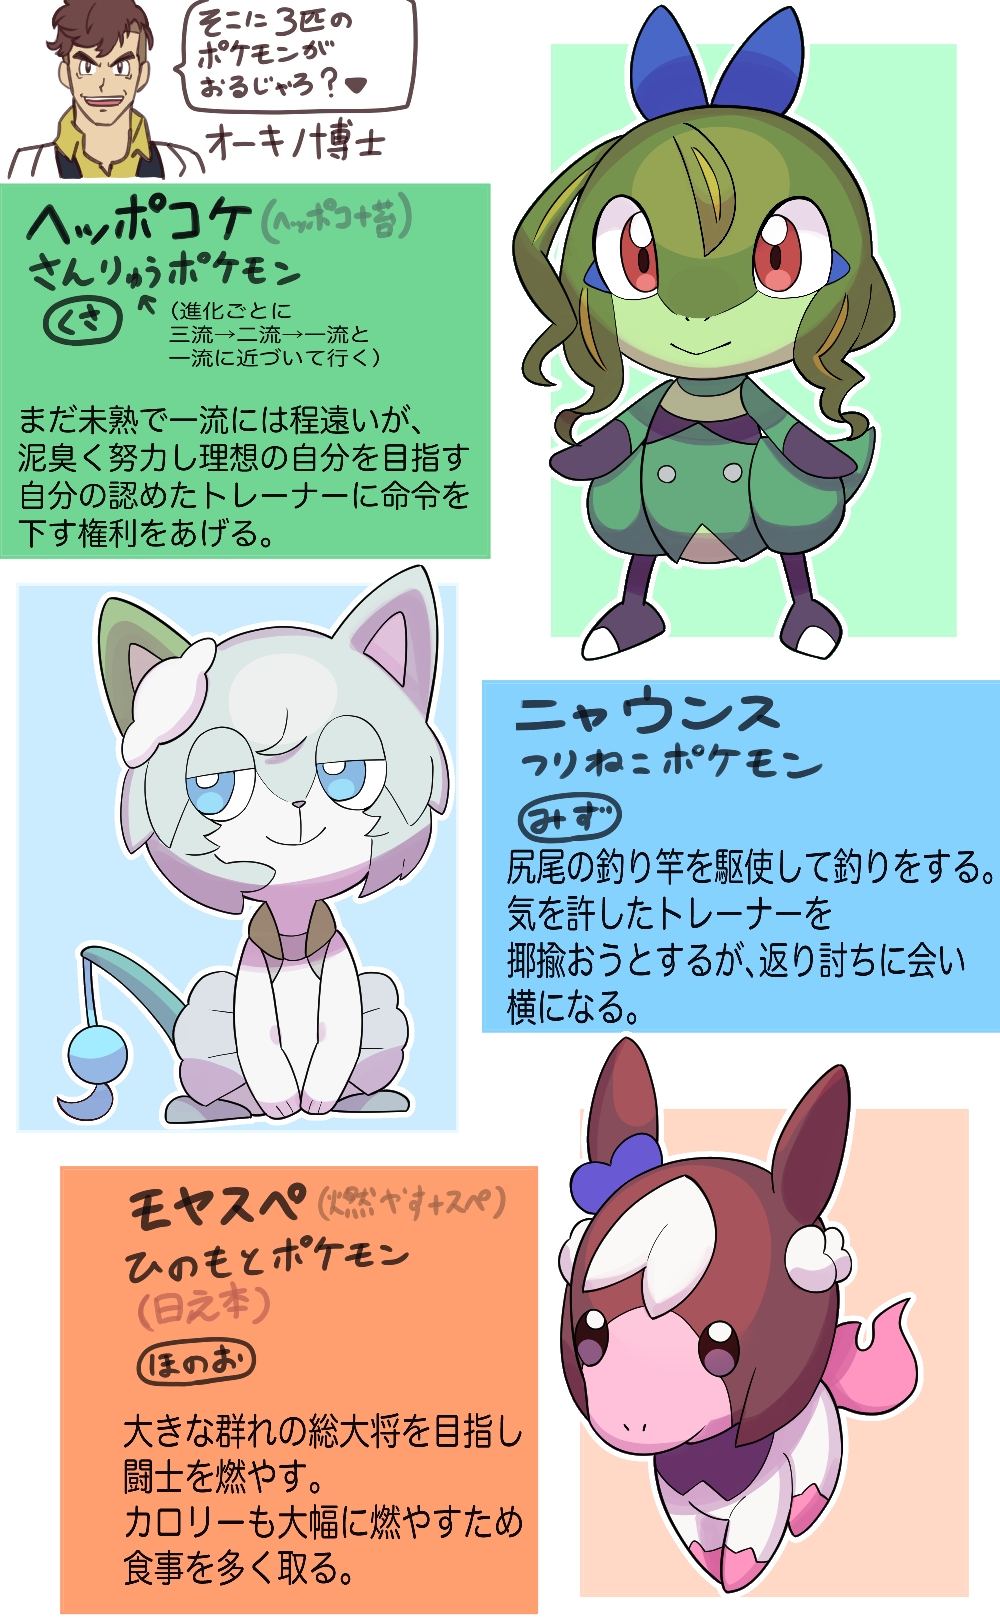 そこに3匹の
ポケモンが
おるじゃろ?♥
オーキノ博士
ヘッポコケ(ヘッポコ+苔)
さんりゅうポケモン
くさ
(進化ごとに
三流→二流→一流と
一流に近づいて行く)
まだ未熟で一流には程遠いが、
泥臭く努力し理想の自分を目指す
自分の認めたトレーナーに命令を
下す権利をあげる。
ニャウンス
つりねこポケモン
みず
尻尾の釣り竿を駆使して釣りをする。
気を許したトレーナーを
揶揄おうとするが、返り討ちに会い
横になる。
モヤスペ(燃やす+スペ)
ひのもとポケモン
(日之本)
ほのお
大きな群れの総大将を目指し
闘士を燃やす。
カロリーも大幅に燃やすため
食事を多く取る。